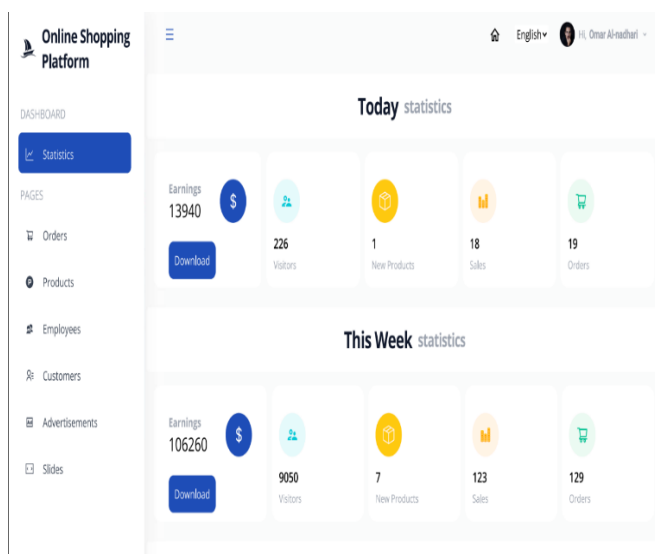 Online Shopping
Platform
English
Hi, Omar Al-nadhari
DASHBOARD
Statistics
PAGES
Orders
Products
Employees
Customers
Advertisements
Slides
Today statistics
Earnings
13940
Download
226
Visitors
1
New Products
18
Sales
19
Orders
This Week statistics
Earnings
106260
Download
9050
Visitors
7
New Products
123
Sales
129
Orders